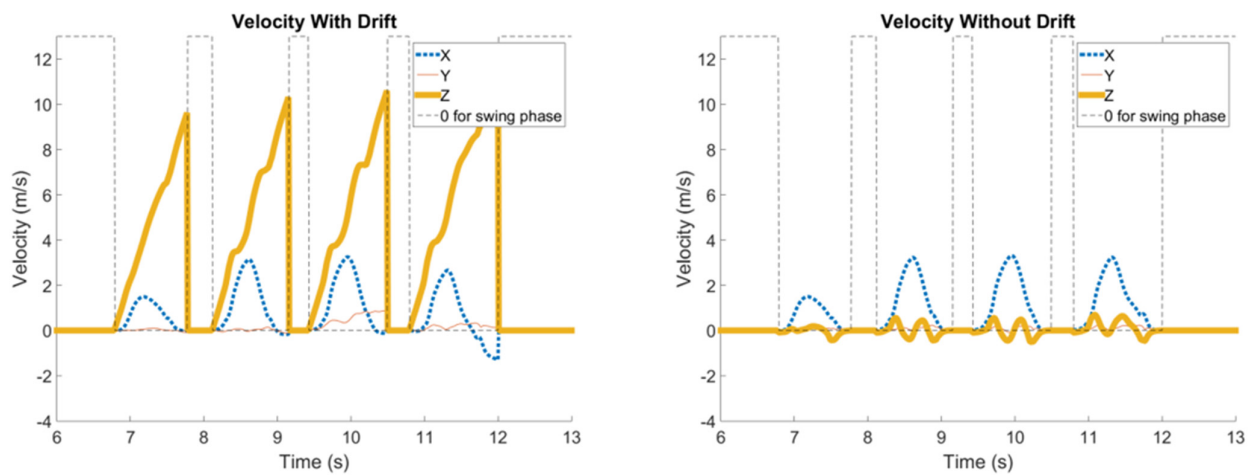 Velocity With Drift
12
10
8
6
4
2
0
-2
-4
Velocity (m/s)
X
Y
Z
0 for swing phase
6 7 8 9 10 11 12 13
Time (s)
Velocity Without Drift
12
10
8
6
4
2
0
-2
-4
Velocity (m/s)
X
Y
Z
0 for swing phase
6 7 8 9 10 11 12 13
Time (s)